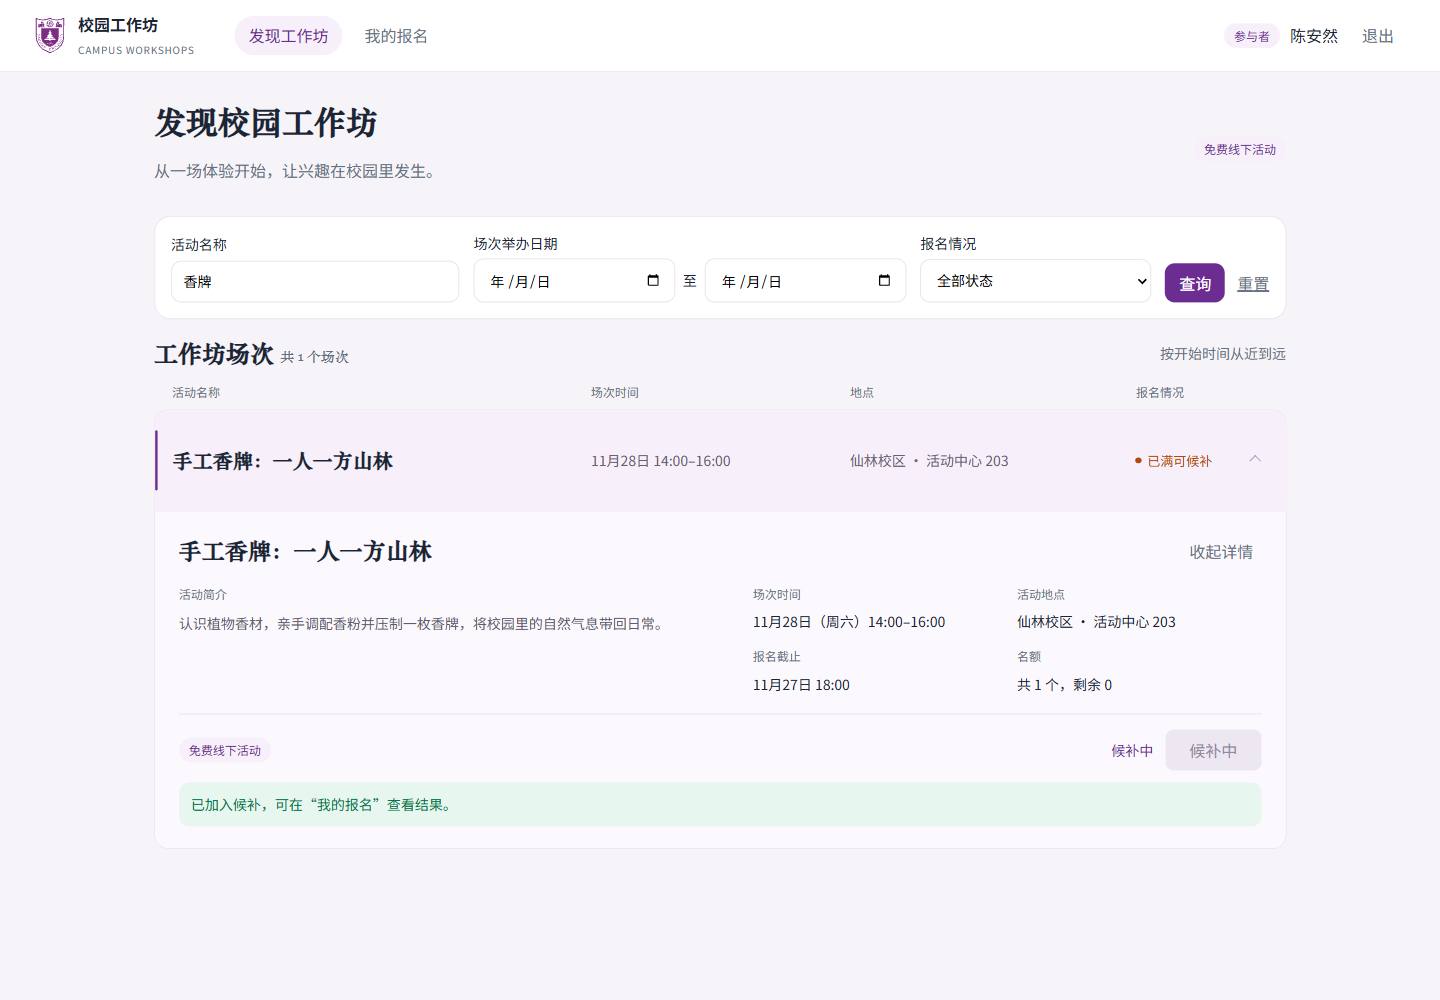 校园工作坊
CAMPUS WORKSHOPS
发现工作坊
我的报名
参与者
陈安然
退出
发现校园工作坊
从一场体验开始，让兴趣在校园里发生。
免费线下活动
活动名称
场次举办日期
报名情况
香牌
年 /月/日
至
年 /月/日
全部状态
查询
重置
工作坊场次 共 1 个场次
按开始时间从近到远
活动名称
场次时间
地点
报名情况
手工香牌：一人一方山林
11月28日 14:00–16:00
仙林校区 · 活动中心 203
已满可候补
手工香牌：一人一方山林
收起详情
活动简介
认识植物香材，亲手调配香粉并压制一枚香牌，将校园里的自然气息带回日常。
场次时间
11月28日（周六）14:00–16:00
活动地点
仙林校区 · 活动中心 203
报名截止
11月27日 18:00
名额
共 1 个，剩余 0
免费线下活动
候补中
候补中
已加入候补，可在“我的报名”查看结果。